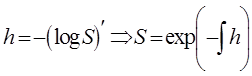 h = −(log S)′ ⇒ S = exp(−∫h)